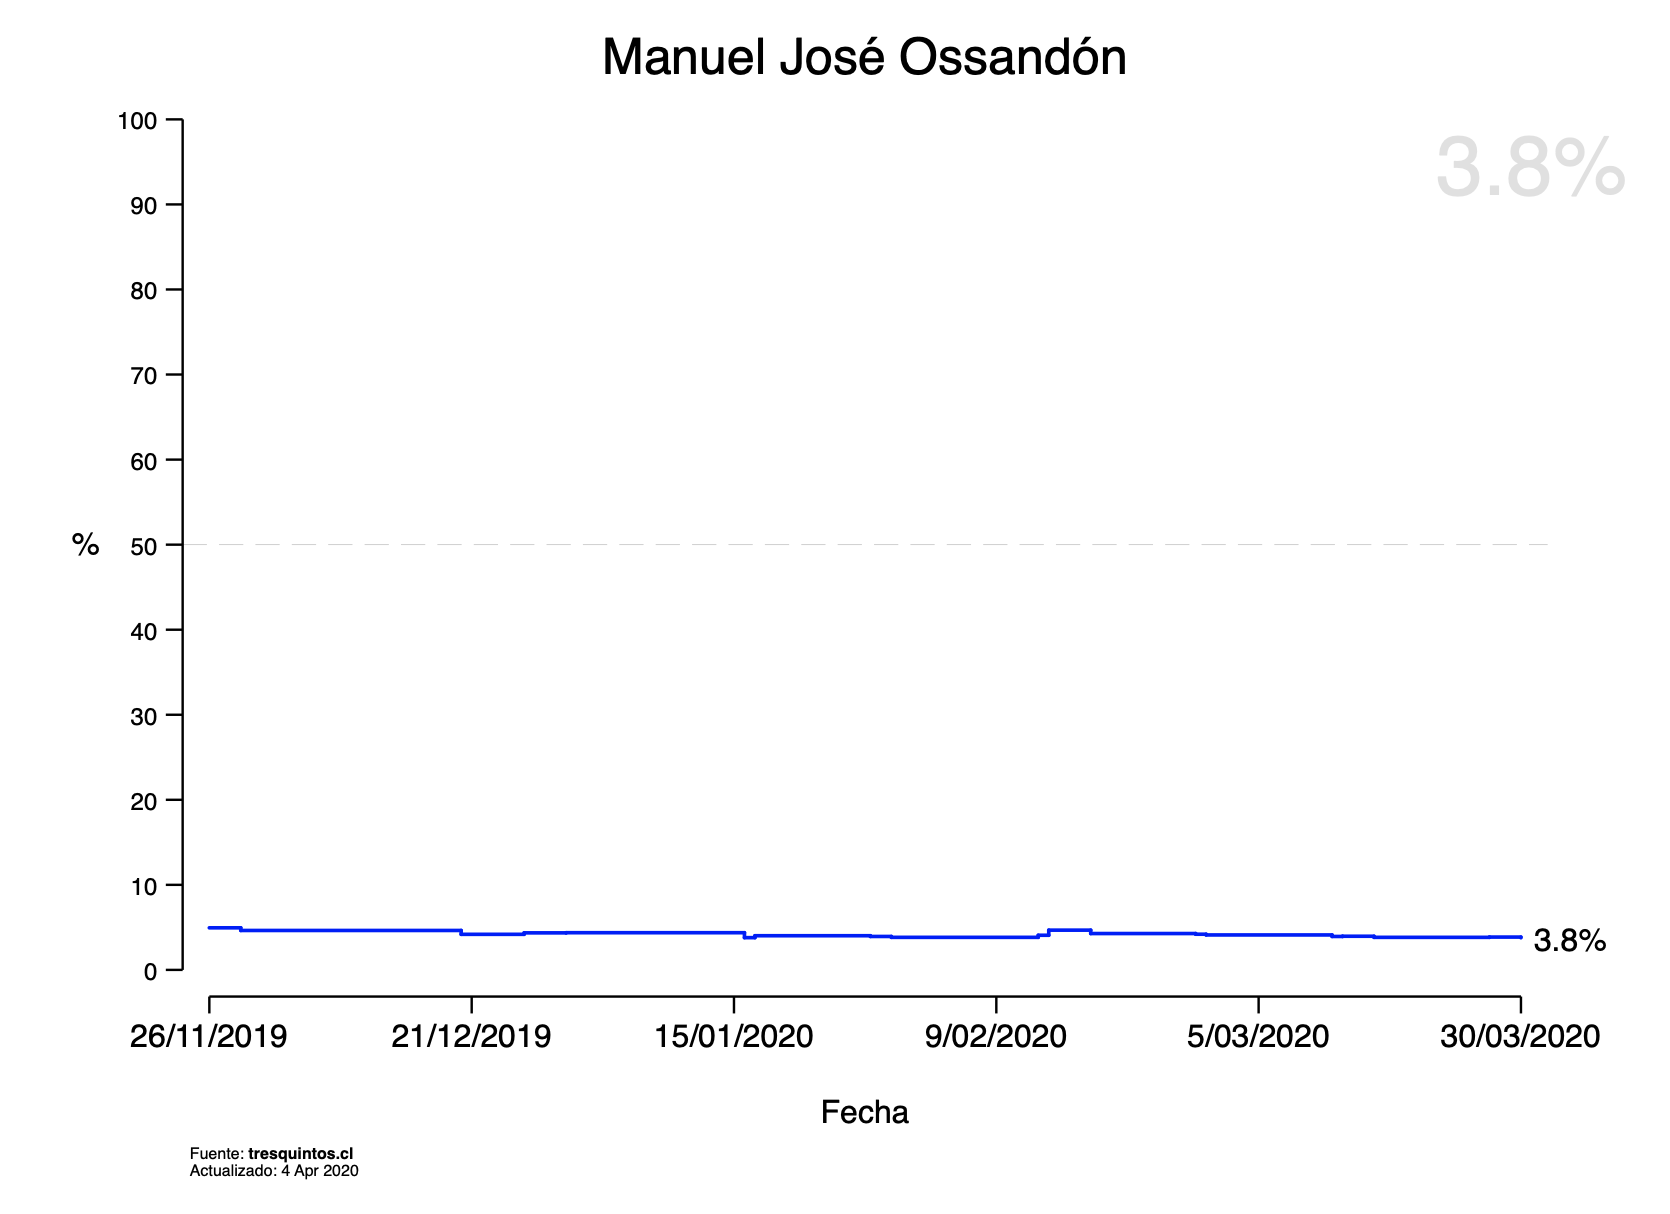 Manuel José Ossandón
3.8%
100
90
80
70
60
% 50
40
30
20
10
0
3.8%
26/11/2019 21/12/2019 15/01/2020 9/02/2020 5/03/2020 30/03/2020
Fecha
Fuente: tresquintos.cl
Actualizado: 4 Apr 2020